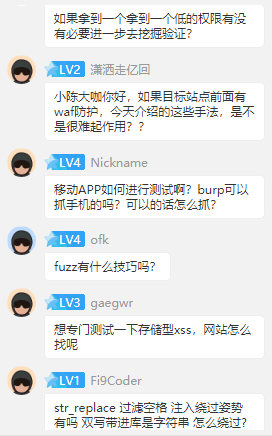 如果拿到一个拿到一个低的权限有没
有必要进一步去挖掘验证?
LV2 潇洒走亿回
小陈大咖你好，如果目标站点前面有
waf防护，今天介绍的这些手法，是不
是很难起作用？？
LV4 Nickname
移动APP如何进行测试啊？burp可以
抓手机的吗？可以的话怎么抓？
LV4 ofk
fuzz有什么技巧吗？
LV3 gaegwr
想专门测试一下存储型xss，网站怎么
找呢
LV1 Fi9Coder
str_replace 过滤空格 注入绕过姿势
有吗 双写带进库是字符串 怎么绕过?